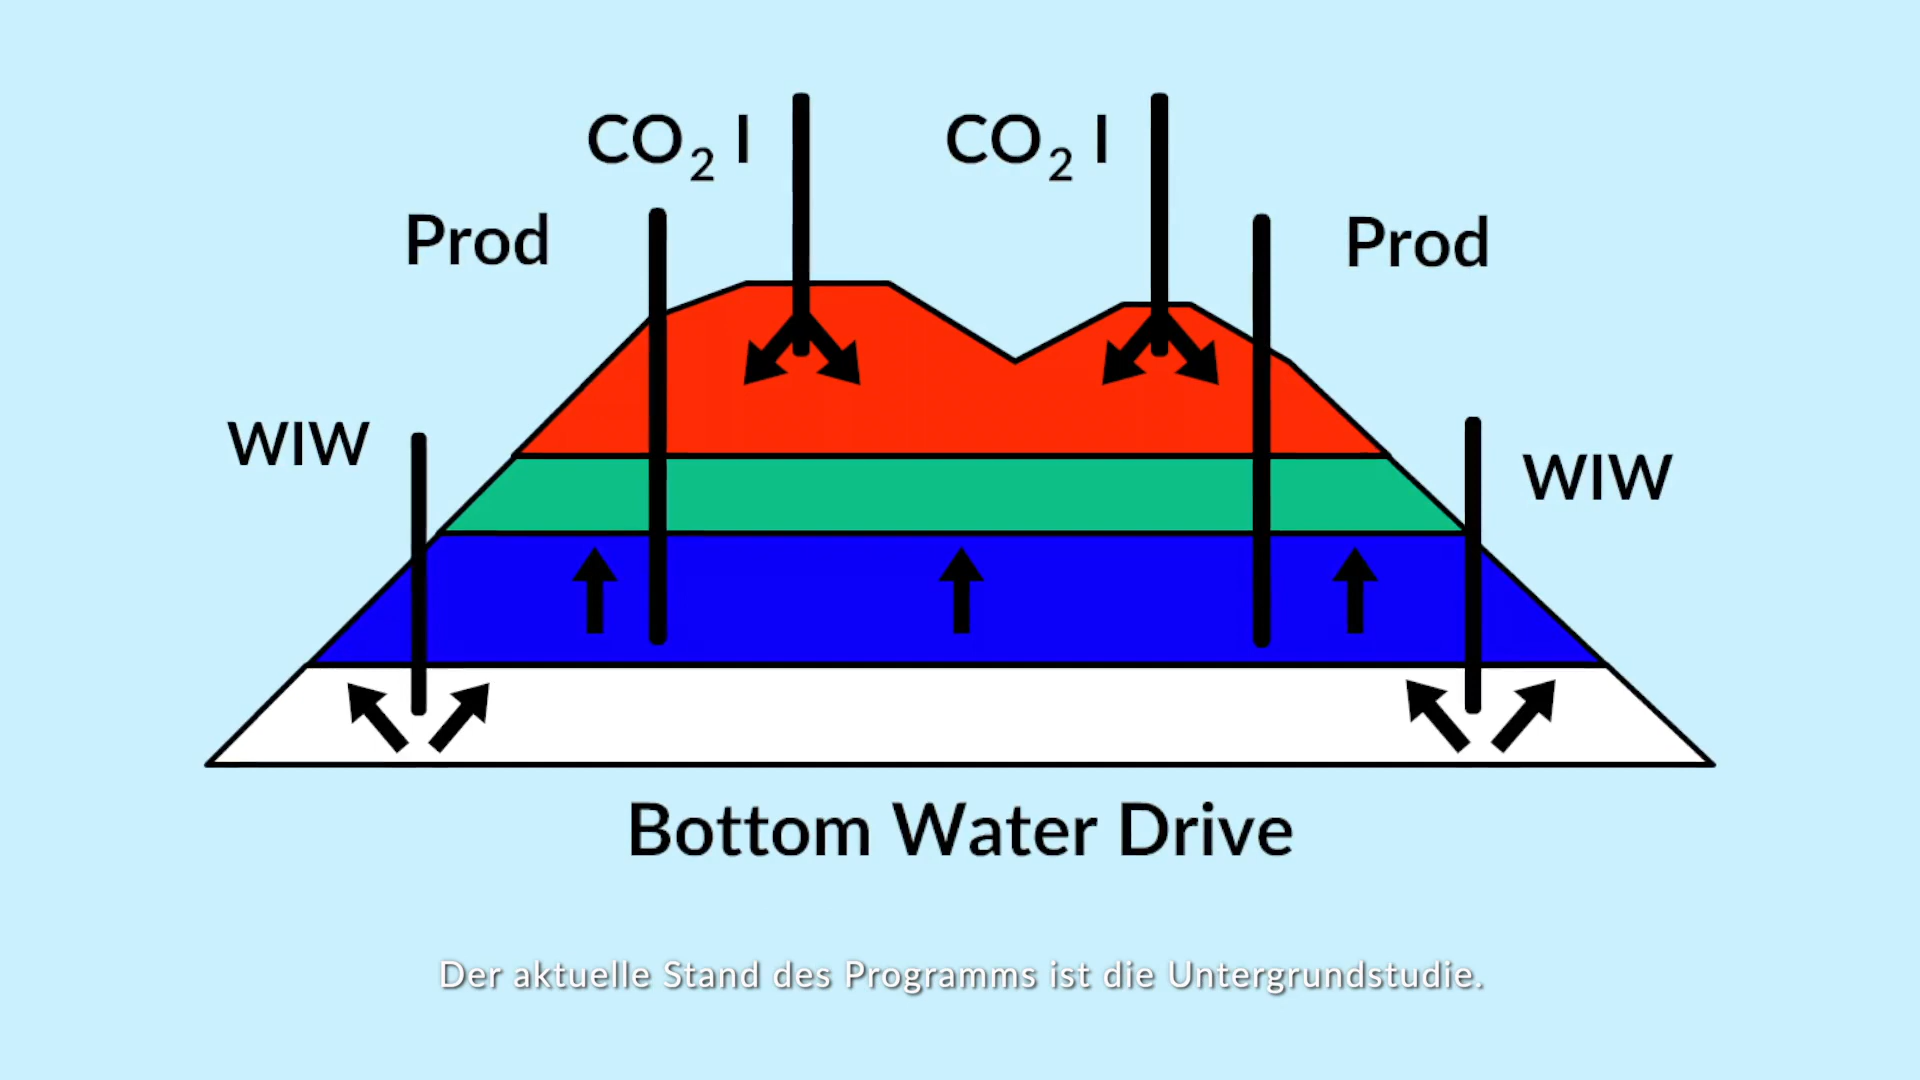 CO₂ I
CO₂ I
Prod
Prod
WIW
WIW
Bottom Water Drive
Der aktuelle Stand des Programms ist die Untergrundstudie.